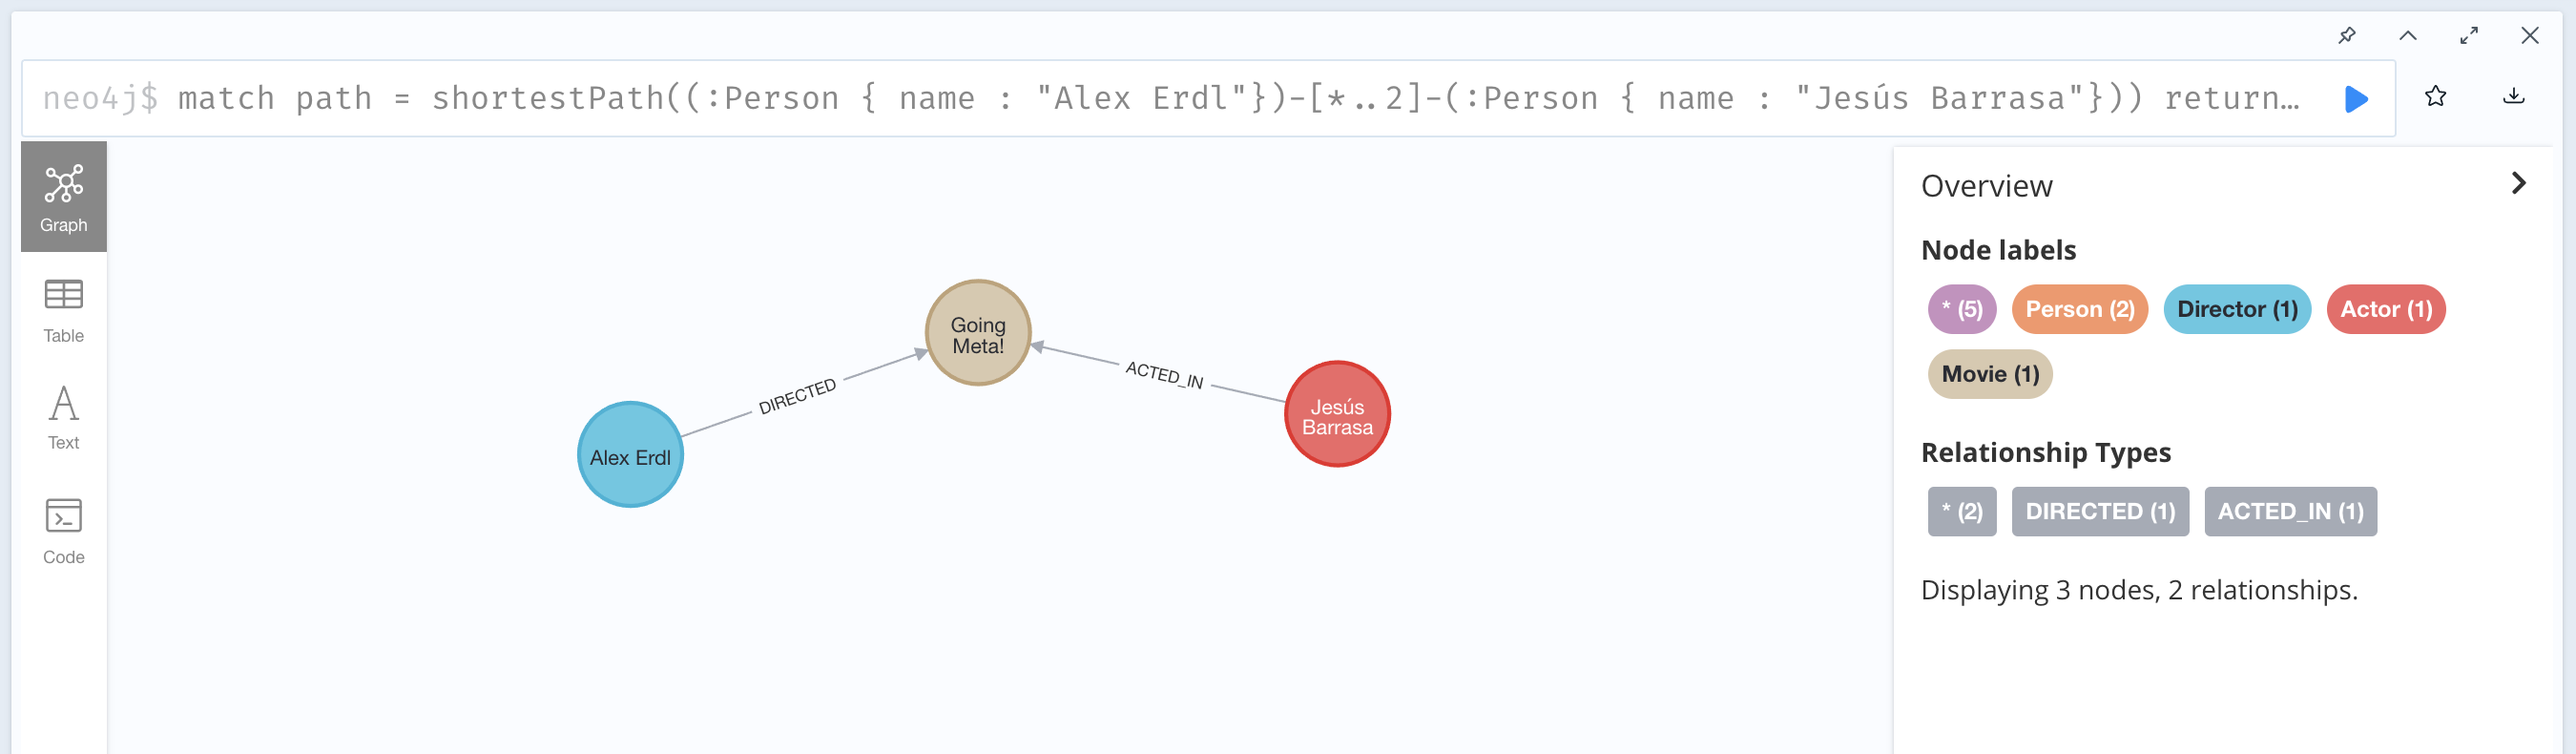 neo4j$ match path = shortestPath((:Person { name : "Alex Erdl"})-[*..2]-(:Person { name : "Jesús Barrasa"})) return…
Graph
Table
Text
Code
Going
Meta!
DIRECTED
ACTED_IN
Alex Erdl
Jesús
Barrasa
Overview
Node labels
* (5) Person (2) Director (1) Actor (1)
Movie (1)
Relationship Types
* (2) DIRECTED (1) ACTED_IN (1)
Displaying 3 nodes, 2 relationships.